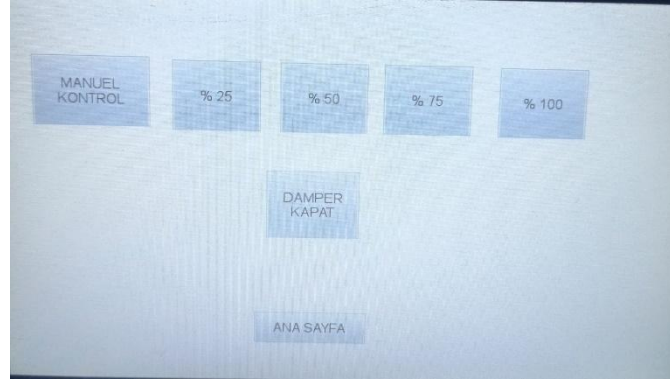 MANUEL
KONTROL
% 25
% 50
% 75
% 100
DAMPER
KAPAT
ANA SAYFA